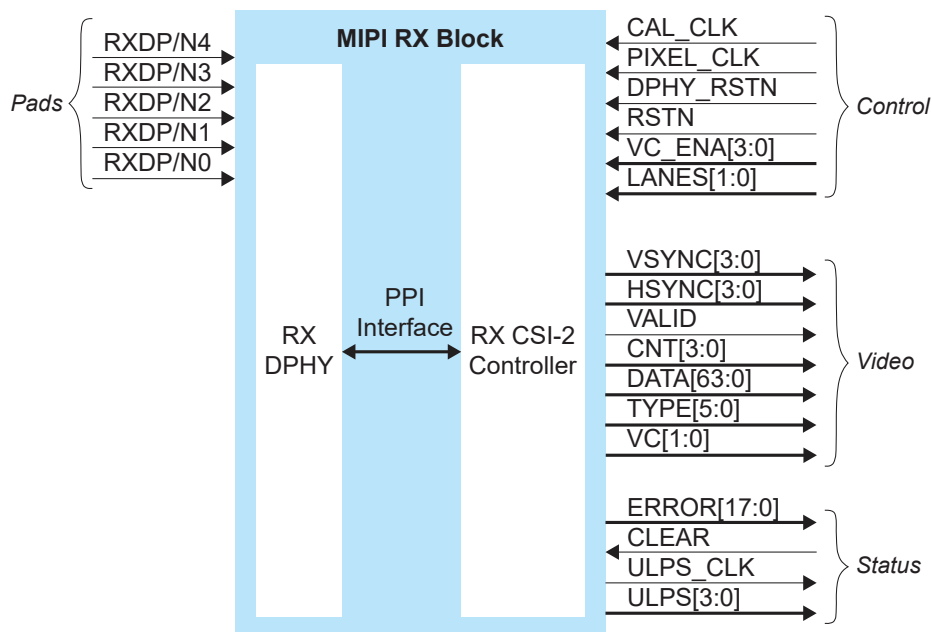 MIPI RX Block
Pads
RXDP/N4
RXDP/N3
RXDP/N2
RXDP/N1
RXDP/N0
RX
DPHY
PPI
Interface
RX CSI-2
Controller
CAL_CLK
PIXEL_CLK
DPHY_RSTN
RSTN
VC_ENA[3:0]
LANES[1:0]
Control
VSYNC[3:0]
HSYNC[3:0]
VALID
CNT[3:0]
DATA[63:0]
TYPE[5:0]
VC[1:0]
Video
ERROR[17:0]
CLEAR
ULPS_CLK
ULPS[3:0]
Status